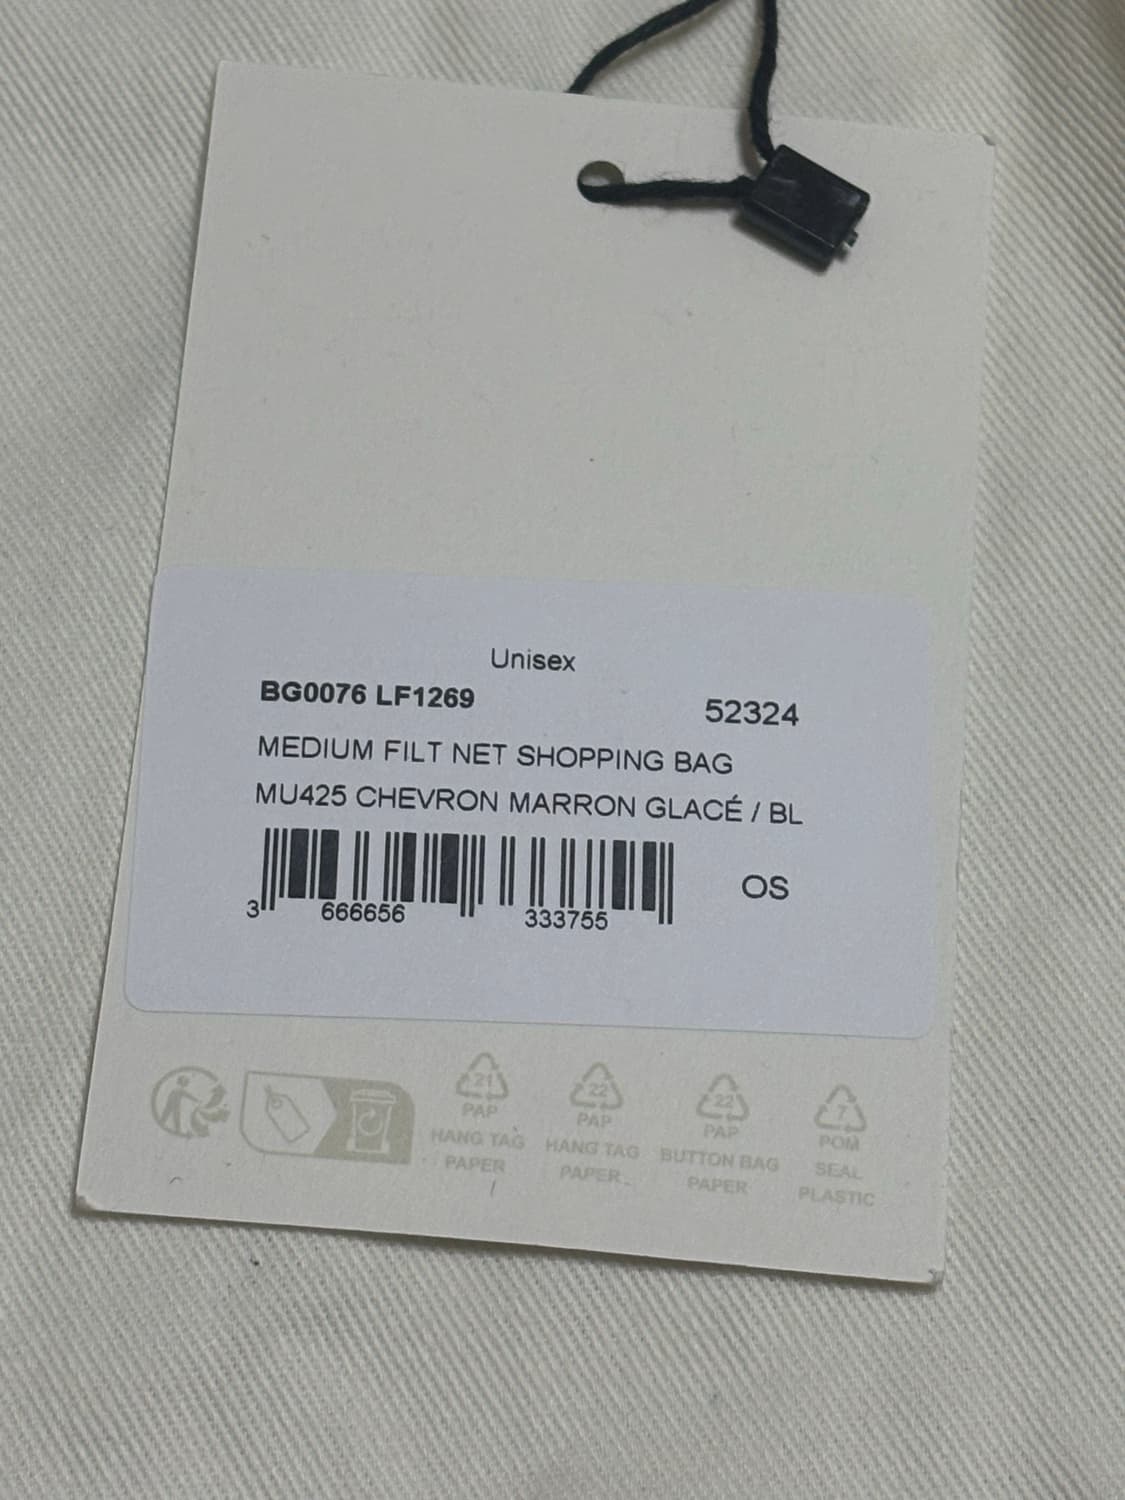 Unisex
BG0076 LF1269 52324
MEDIUM FILT NET SHOPPING BAG
MU425 CHEVRON MARRON GLACÉ / BL
OS
3 666656 333755
21 22 22 7
PAP PAP PAP POM
HANG TAG HANG TAG BUTTON BAG SEAL
PAPER PAPER PAPER PLASTIC